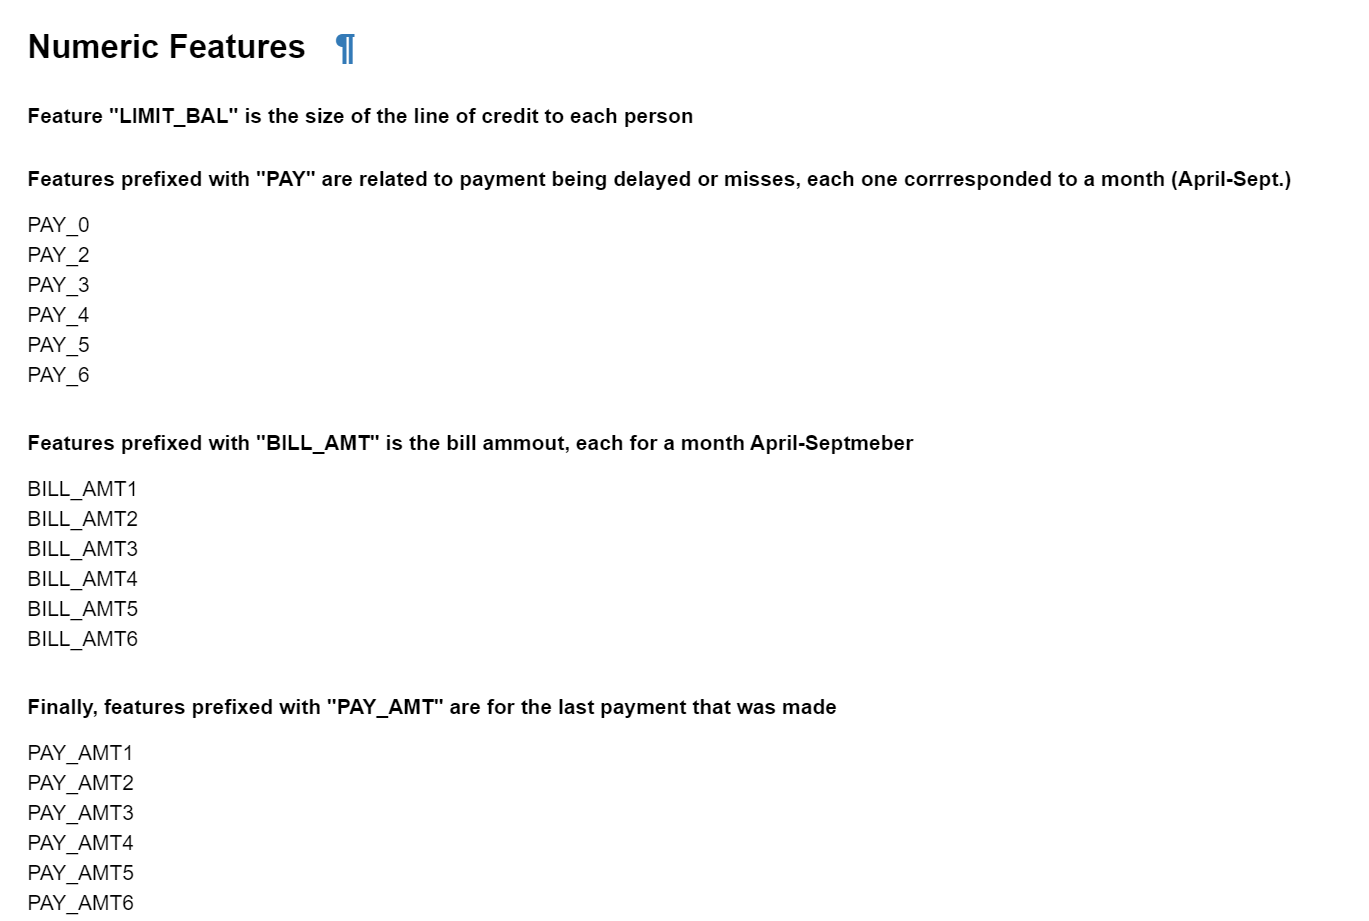 Numeric Features ¶
Feature "LIMIT_BAL" is the size of the line of credit to each person
Features prefixed with "PAY" are related to payment being delayed or misses, each one corrresponded to a month (April-Sept.)
PAY_0
PAY_2
PAY_3
PAY_4
PAY_5
PAY_6
Features prefixed with "BILL_AMT" is the bill ammout, each for a month April-Septmeber
BILL_AMT1
BILL_AMT2
BILL_AMT3
BILL_AMT4
BILL_AMT5
BILL_AMT6
Finally, features prefixed with "PAY_AMT" are for the last payment that was made
PAY_AMT1
PAY_AMT2
PAY_AMT3
PAY_AMT4
PAY_AMT5
PAY_AMT6